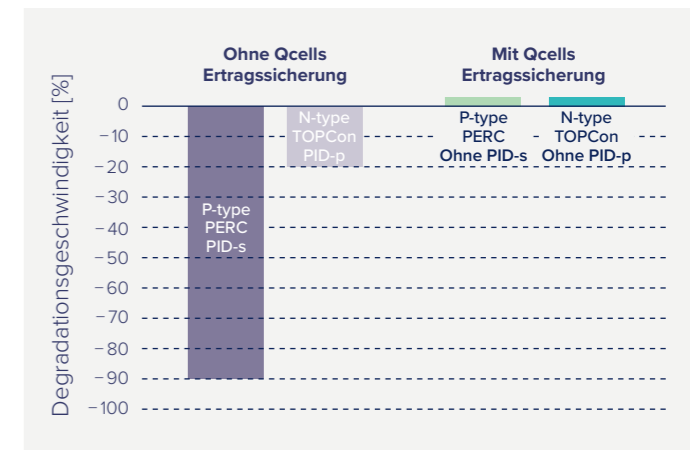 Ohne Qcells
Ertragssicherung
Mit Qcells
Ertragssicherung
Degradationsgeschwindigkeit [%]
0
−10
−20
−30
−40
−50
−60
−70
−80
−90
−100
P-type
PERC
PID-s
N-type
TOPCon
PID-p
P-type
PERC
Ohne PID-s
N-type
TOPCon
Ohne PID-p